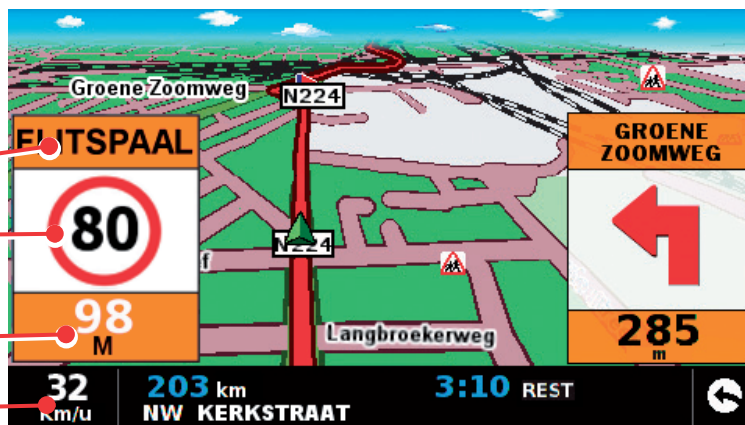 Groene Zoomweg
N224
FLITSPAAL
80
98
M
GROENE
ZOOMWEG
285
m
N224
f
Langbroekerweg
32
Km/u
203 km
3:10 REST
NW KERKSTRAAT